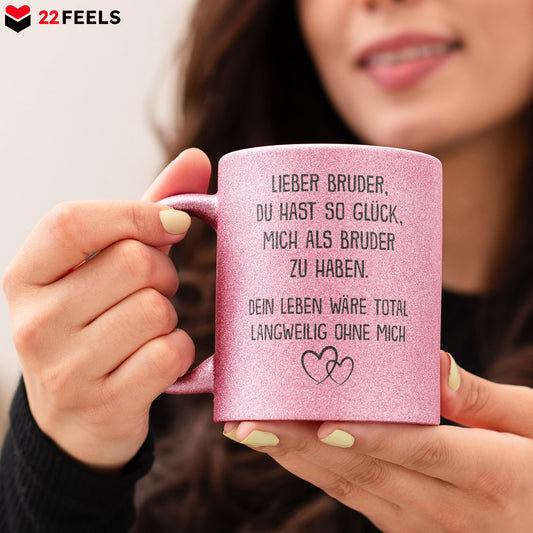 22FEELS
LIEBER BRUDER,
DU HAST SO GLÜCK,
MICH ALS BRUDER
ZU HABEN.
DEIN LEBEN WÄRE TOTAL
LANGWEILIG OHNE MICH